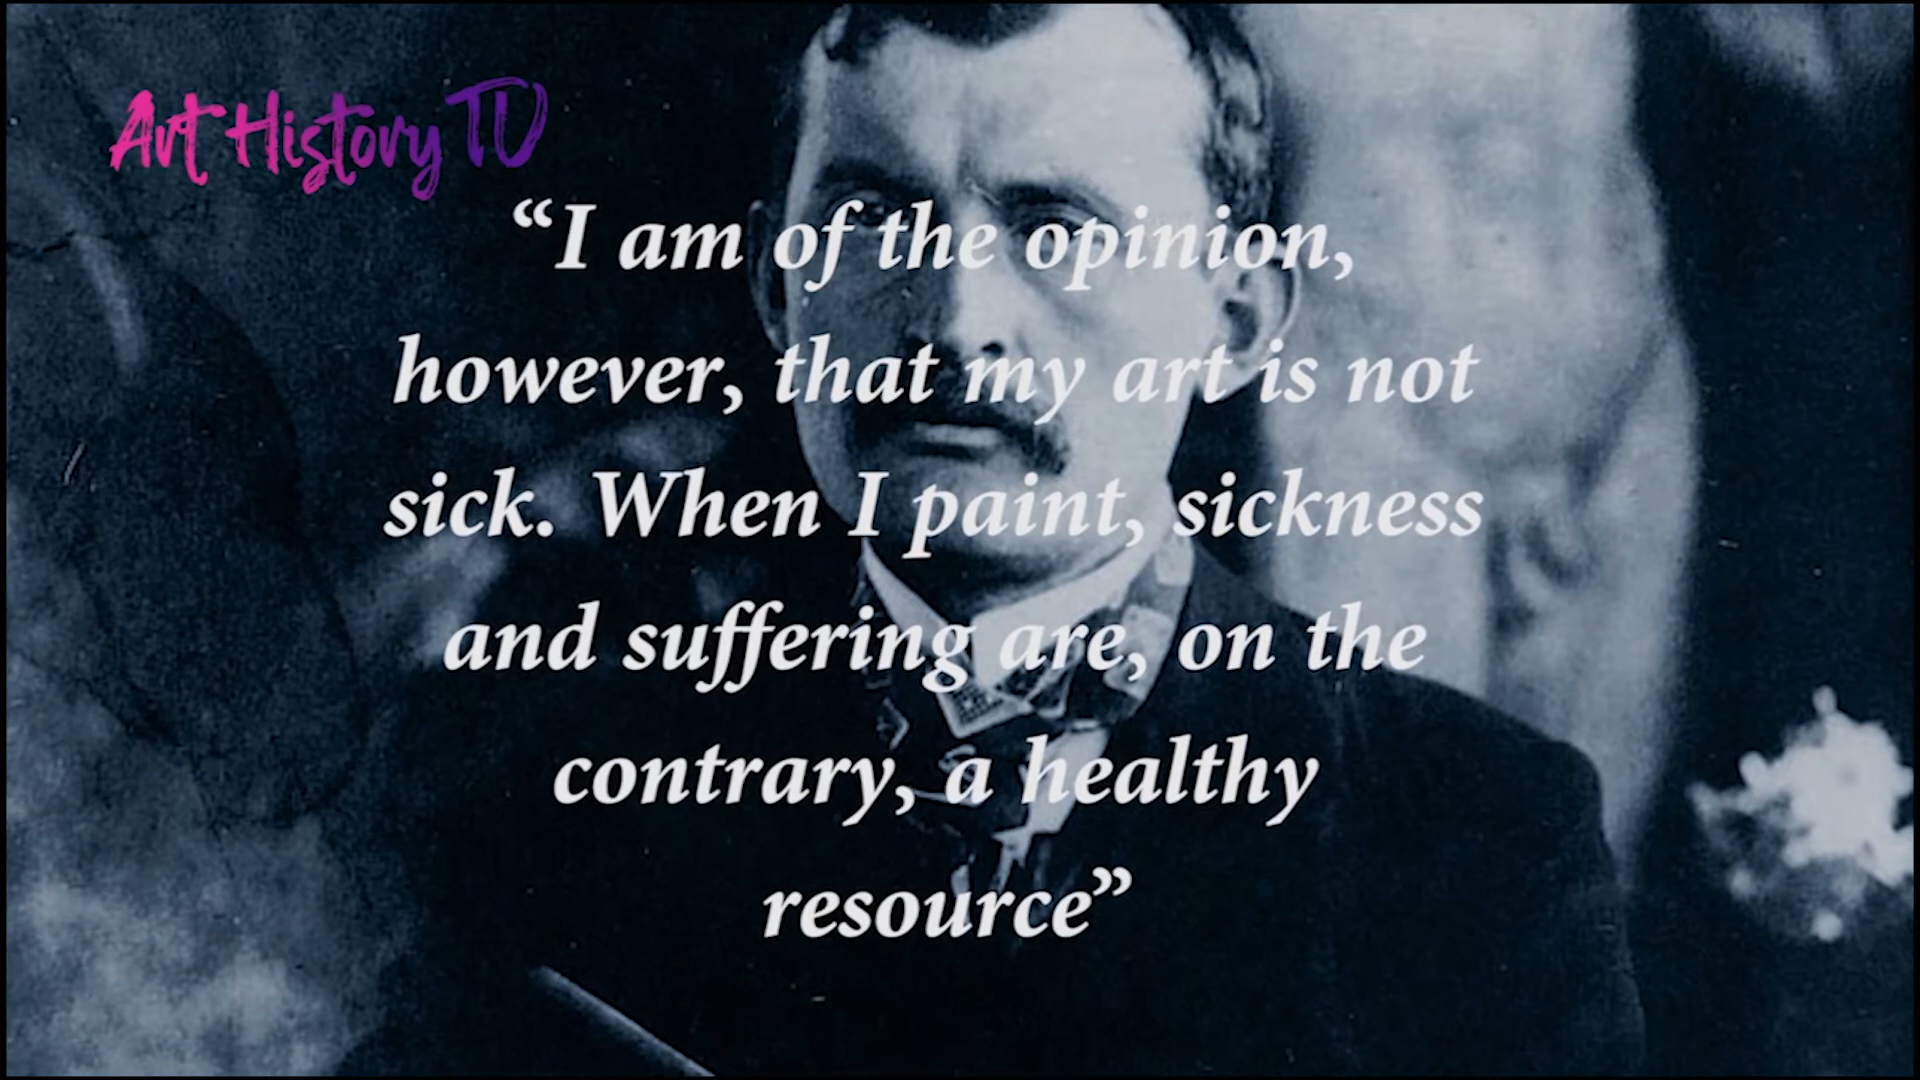 Art History TV
“I am of the opinion,
however, that my art is not
sick. When I paint, sickness
and suffering are, on the
contrary, a healthy
resource”